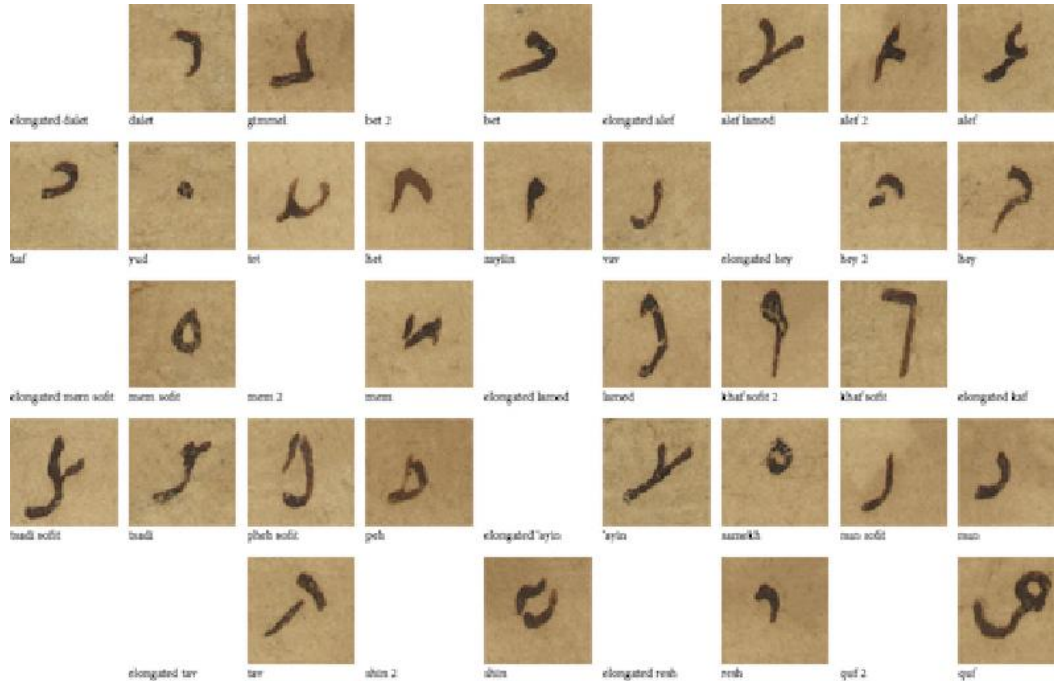 elongated dalet dalet gimmel bet 2 bet elongated alef alef lamed alef 2 alef
kaf yud tet het zayiin vav elongated hey hey 2 hey
elongated mem sofit mem sofit mem 2 mem elongated lamed lamed khaf sofit 2 khaf sofit elongated kaf
tsadi sofit tsadi pheh sofit peh elongated 'ayin 'ayin samekh nun sofit nun
elongated tav tav shin 2 shin elongated resh resh quf 2 quf